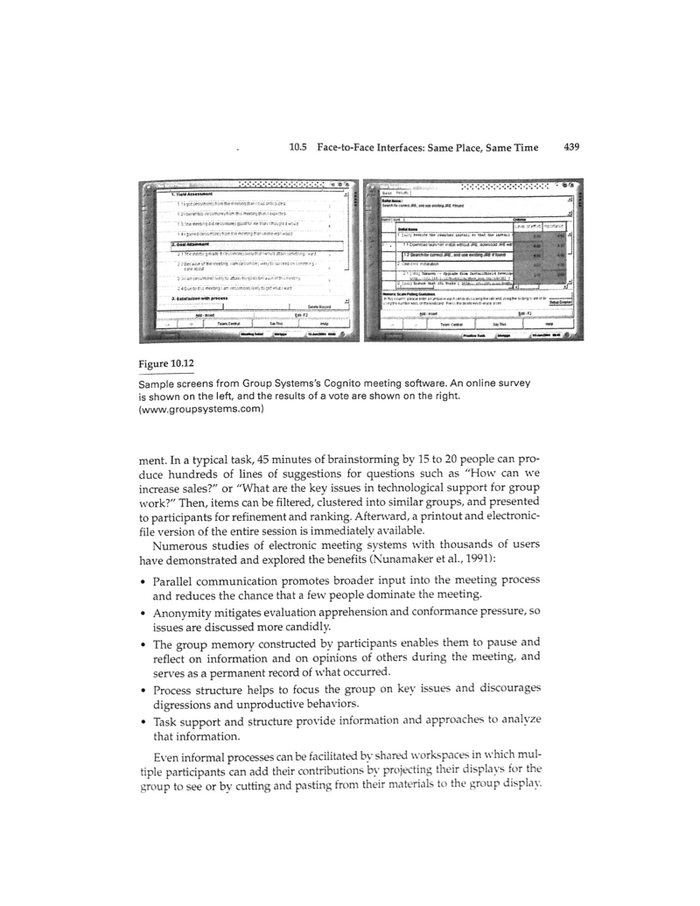 10.5 Face-to-Face Interfaces: Same Place, Same Time 439
1. Yield Attainment
2. Goal Attainment
3. Satisfaction with process
Team Central
Help
Team Central
Help
Figure 10.12
Sample screens from Group Systems's Cognito meeting software. An online survey
is shown on the left, and the results of a vote are shown on the right.
(www.groupsystems.com)
ment. In a typical task, 45 minutes of brainstorming by 15 to 20 people can pro-
duce hundreds of lines of suggestions for questions such as "How can we
increase sales?" or "What are the key issues in technological support for group
work?" Then, items can be filtered, clustered into similar groups, and presented
to participants for refinement and ranking. Afterward, a printout and electronic-
file version of the entire session is immediately available.
Numerous studies of electronic meeting systems with thousands of users
have demonstrated and explored the benefits (Nunamaker et al., 1991):
• Parallel communication promotes broader input into the meeting process
and reduces the chance that a few people dominate the meeting.
• Anonymity mitigates evaluation apprehension and conformance pressure, so
issues are discussed more candidly.
• The group memory constructed by participants enables them to pause and
reflect on information and on opinions of others during the meeting, and
serves as a permanent record of what occurred.
• Process structure helps to focus the group on key issues and discourages
digressions and unproductive behaviors.
• Task support and structure provide information and approaches to analyze
that information.
Even informal processes can be facilitated by shared workspaces in which mul-
tiple participants can add their contributions by projecting their displays for the
group to see or by cutting and pasting from their materials to the group display.